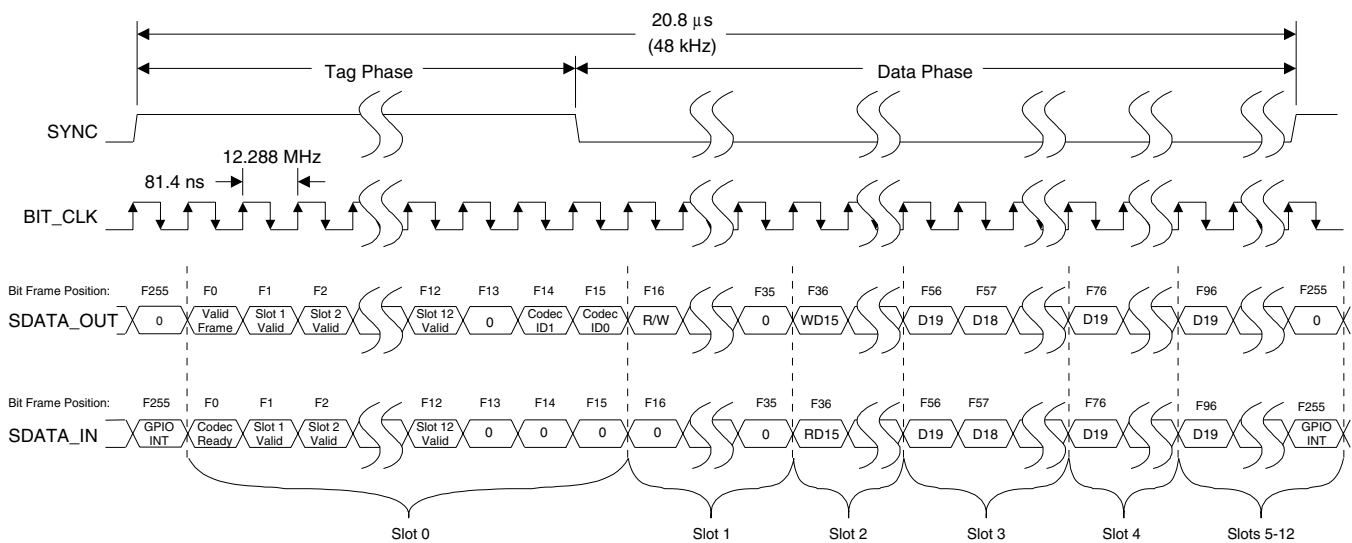 20.8 µs
(48 kHz)
Tag Phase
Data Phase
SYNC
12.288 MHz
81.4 ns
BIT_CLK
Bit Frame Position: F255 F0 F1 F2 F12 F13 F14 F15 F16 F35 F36 F56 F57 F76 F96 F255
SDATA_OUT 0 Valid Frame Slot 1 Valid Slot 2 Valid Slot 12 Valid 0 Codec ID1 Codec ID0 R/W 0 WD15 D19 D18 D19 D19 0
Bit Frame Position: F255 F0 F1 F2 F12 F13 F14 F15 F16 F35 F36 F56 F57 F76 F96 F255
SDATA_IN GPIO INT Codec Ready Slot 1 Valid Slot 2 Valid Slot 12 Valid 0 0 0 0 0 RD15 D19 D18 D19 D19 GPIO INT
Slot 0 Slot 1 Slot 2 Slot 3 Slot 4 Slots 5-12